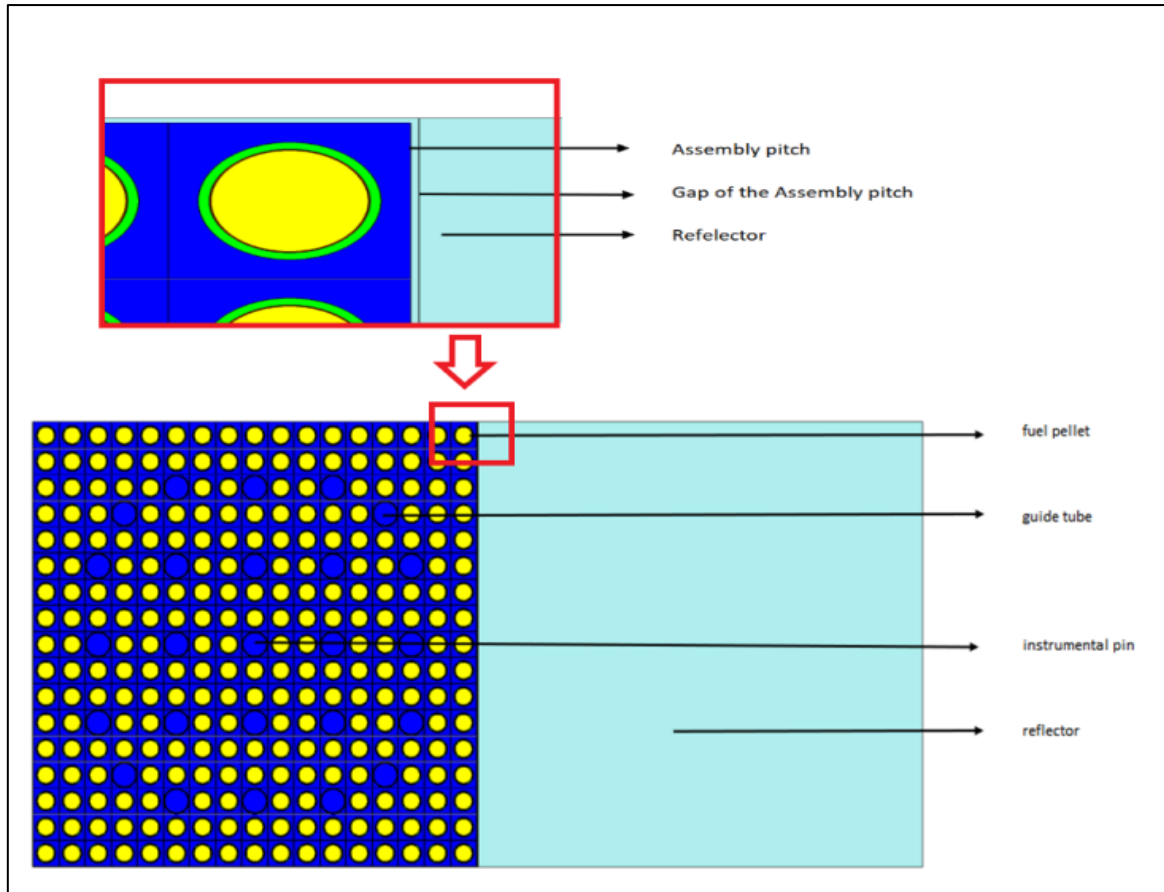 Assembly pitch
Gap of the Assembly pitch
Refelector
fuel pellet
guide tube
instrumental pin
reflector